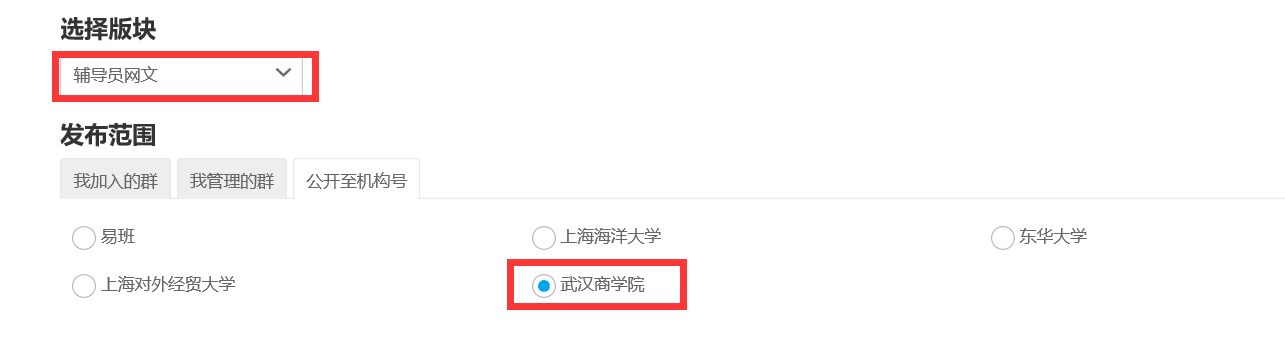 选择版块
辅导员网文
发布范围
我加入的群 我管理的群 公开至机构号
易班 上海海洋大学 东华大学
上海对外经贸大学 武汉商学院